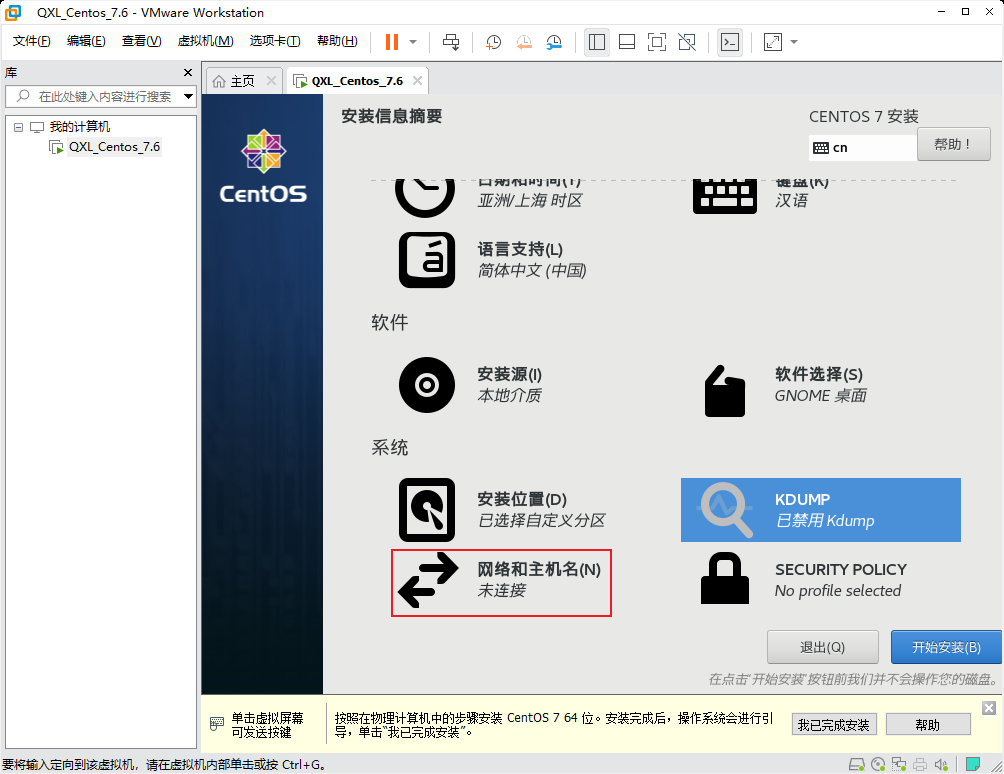 QXL_Centos_7.6 - VMware Workstation
文件(F) 编辑(E) 查看(V) 虚拟机(M) 选项卡(T) 帮助(H)
库
在此处键入内容进行搜索
我的计算机
QXL_Centos_7.6
主页 QXL_Centos_7.6
CentOS
安装信息摘要
CENTOS 7 安装
cn
帮助！
日期和时间(T)
亚洲/上海 时区
键盘(K)
汉语
语言支持(L)
简体中文 (中国)
软件
安装源(I)
本地介质
软件选择(S)
GNOME 桌面
系统
安装位置(D)
已选择自定义分区
KDUMP
已禁用 Kdump
网络和主机名(N)
未连接
SECURITY POLICY
No profile selected
退出(Q) 开始安装(B)
在点击'开始安装'按钮前我们并不会操作您的磁盘。
单击虚拟屏幕
可发送按键
按照在物理计算机中的步骤安装 CentOS 7 64 位。安装完成后，操作系统会进行引
导，单击"我已完成安装"。
我已完成安装 帮助
要将输入定向到该虚拟机，请在虚拟机内部单击或按 Ctrl+G。